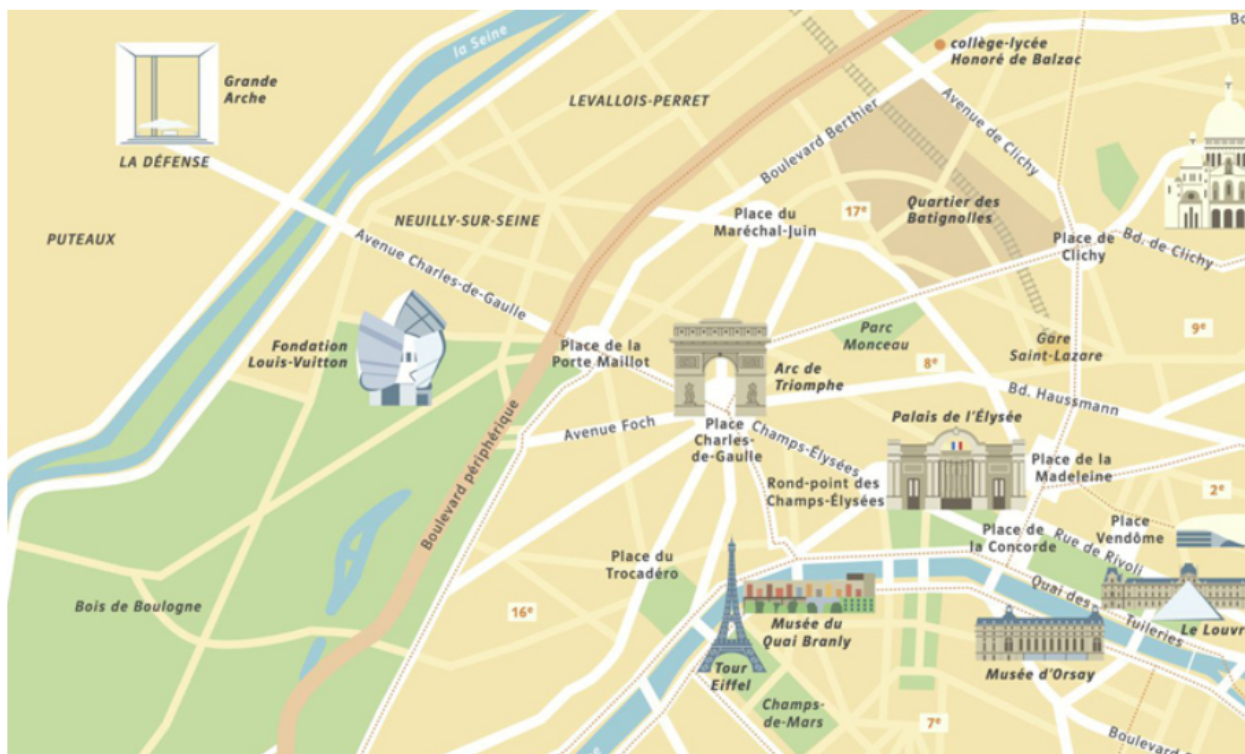 la Seine
Bo
collège-lycée
Honoré de Balzac
Grande
Arche
LEVALLOIS-PERRET
LA DÉFENSE
Boulevard Berthier
Avenue de Clichy
NEUILLY-SUR-SEINE
Place du
Maréchal-Juin
17e
Quartier des
Batignolles
PUTEAUX
Avenue Charles-de-Gaulle
Place de
Clichy
Bd. de Clichy
Fondation
Louis-Vuitton
Place de la
Porte Maillot
Parc
Monceau
Gare
Saint-Lazare
9e
Arc de
Triomphe
8e
Bd. Haussmann
Avenue Foch
Place
Charles-
de-Gaulle
Champs-Élysées
Palais de l'Élysée
Boulevard périphérique
Rond-point des
Champs-Élysées
Place de la
Madeleine
2e
Place du
Trocadéro
Place de
la Concorde
Place
Vendôme
Rue de Rivoli
Bois de Boulogne
16e
Musée du
Quai Branly
Quai des
Tuileries
Le Louvr
Tour
Eiffel
Musée d'Orsay
Champs-
de-Mars
7e
Boulevard